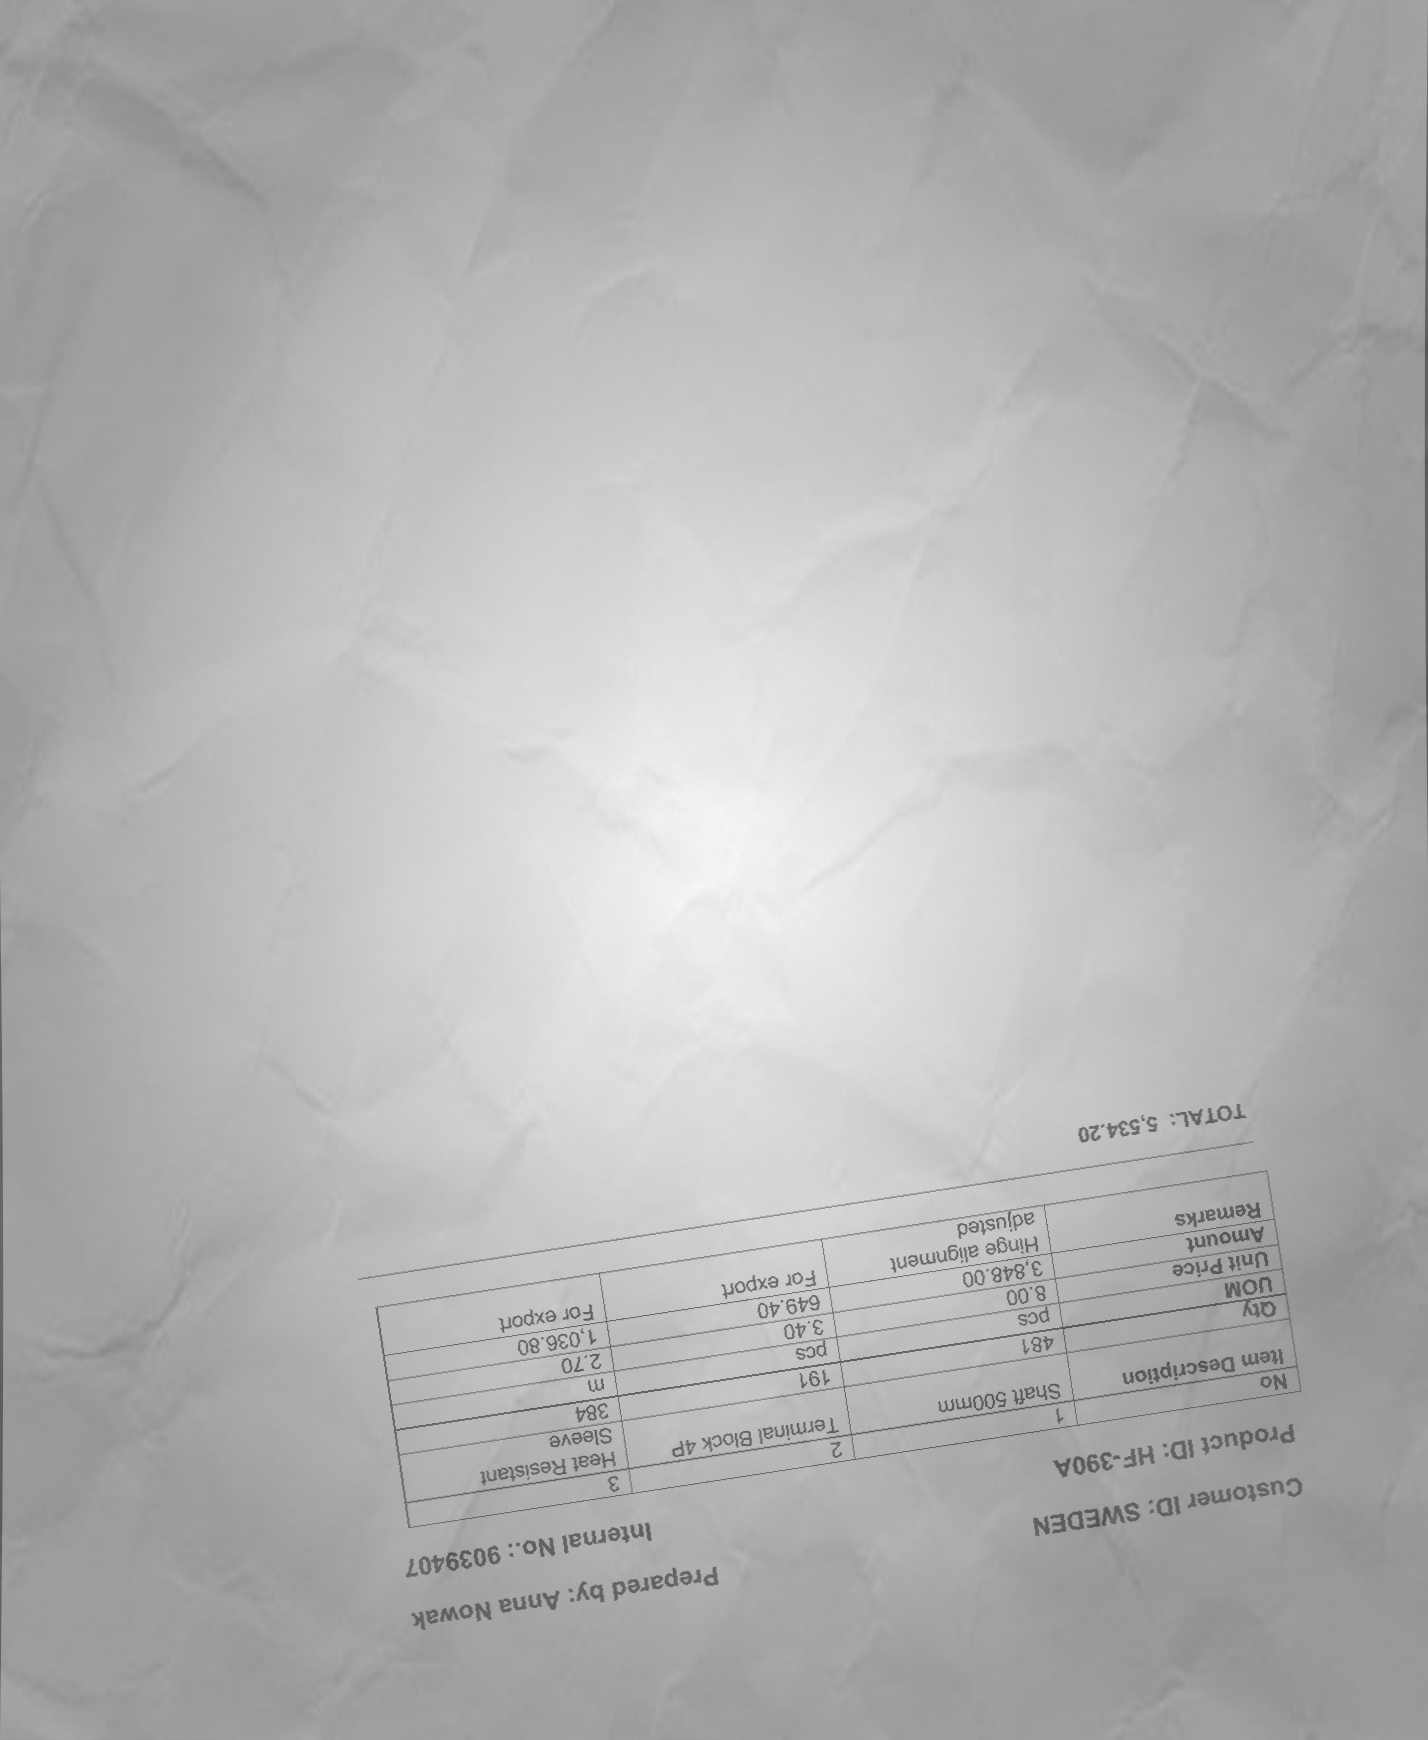 Customer ID: SWEDEN Prepared by: Anna Nowak
Product ID: HF-390A Internal No.: 9039407
No 1 2 3
Item Description Shaft 500mm Terminal Block 4P Heat Resistant
Sleeve
Qty 481 191 384
UOM pcs pcs m
Unit Price 8.00 3.40 2.70
Amount 3,848.00 649.40 1,036.80
Remarks Hinge alignment For export For export
adjusted
TOTAL: 5,534.20